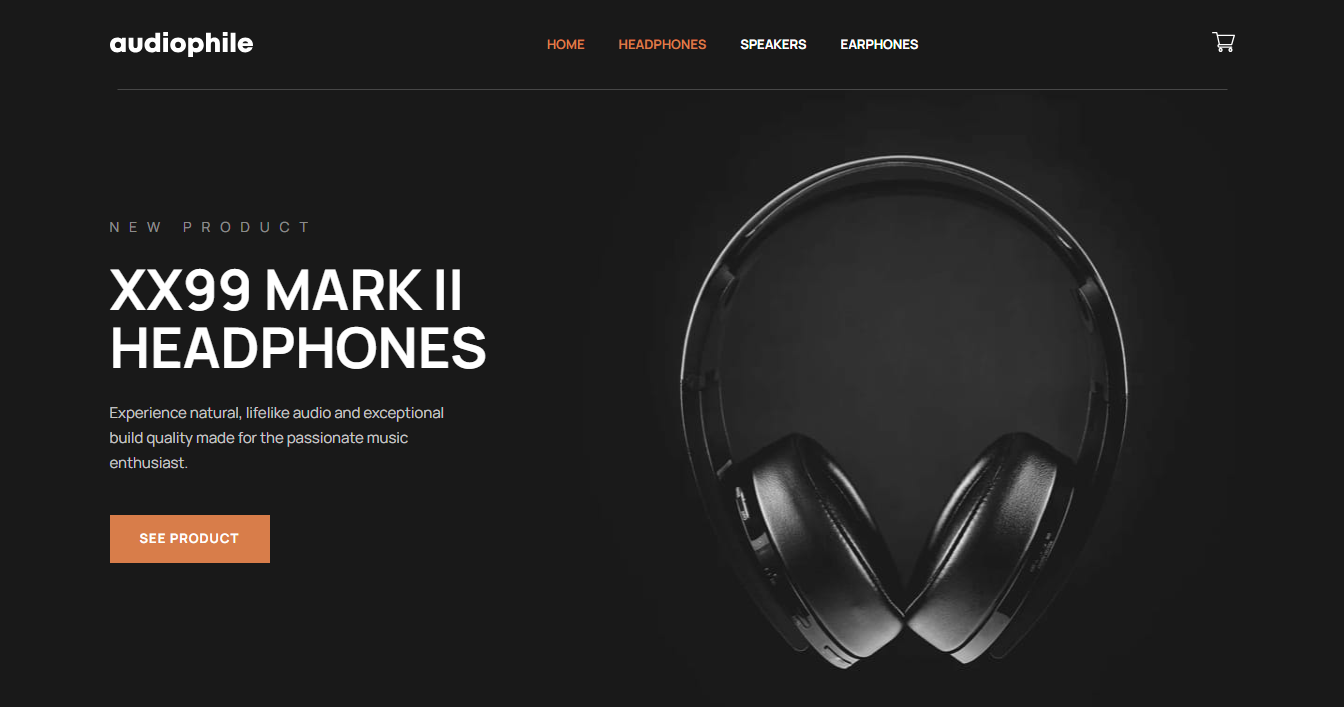 audiophile
HOME HEADPHONES SPEAKERS EARPHONES
NEW PRODUCT
XX99 MARK II
HEADPHONES
Experience natural, lifelike audio and exceptional
build quality made for the passionate music
enthusiast.
SEE PRODUCT